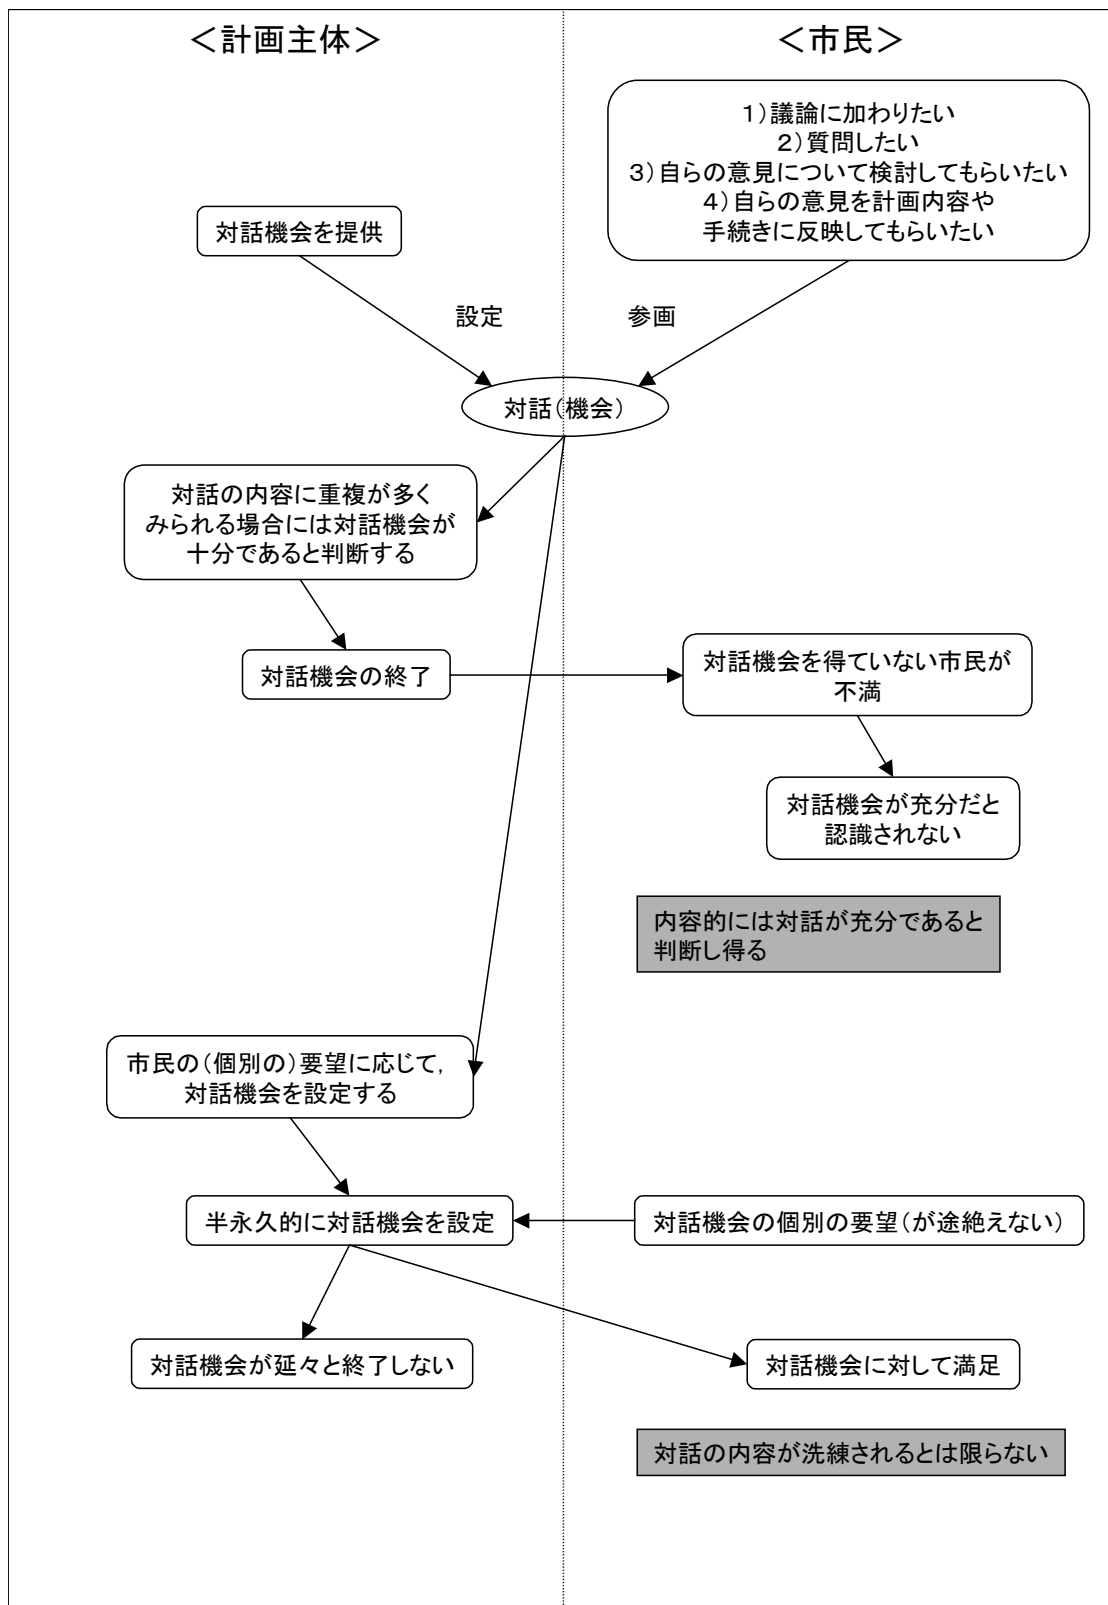 ＜計画主体＞
＜市民＞
１）議論に加わりたい
２）質問したい
３）自らの意見について検討してもらいたい
４）自らの意見を計画内容や
手続きに反映してもらいたい
対話機会を提供
設定
参画
対話（機会）
対話の内容に重複が多く
みられる場合には対話機会が
十分であると判断する
対話機会の終了
対話機会を得ていない市民が
不満
対話機会が充分だと
認識されない
内容的には対話が充分であると
判断し得る
市民の（個別の）要望に応じて，
対話機会を設定する
半永久的に対話機会を設定
対話機会の個別の要望（が途絶えない）
対話機会が延々と終了しない
対話機会に対して満足
対話の内容が洗練されるとは限らない